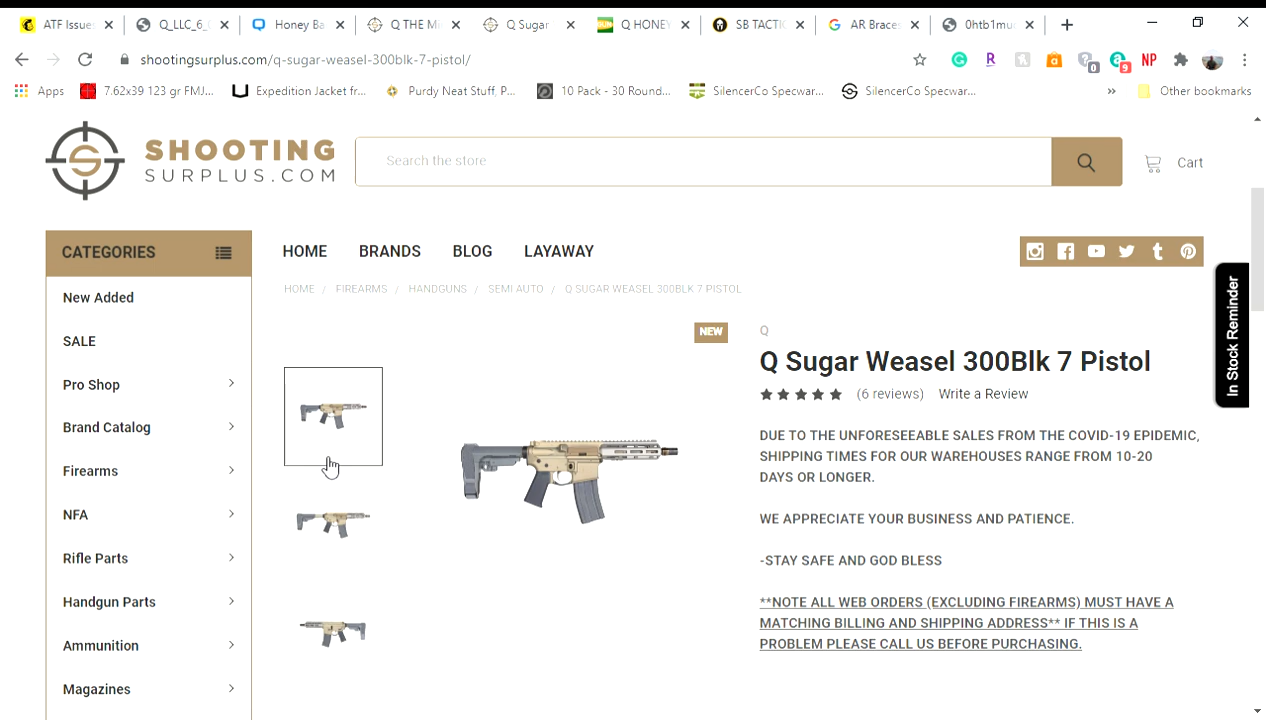 ATF Issues
Q_LLC_6_
Honey Ba
Q THE M
Q Sugar
Q HONEY
SB TACTIC
AR Braces
0htb1mu
shootingsurplus.com/q-sugar-weasel-300blk-7-pistol/
R
0
9
NP
Apps
7.62x39 123 gr FMJ...
Expedition Jacket fr...
Purdy Neat Stuff, P...
10 Pack - 30 Round...
SilencerCo Specwar...
SilencerCo Specwar...
»
Other bookmarks
SHOOTING
SURPLUS.COM
Search the store
Cart
CATEGORIES
HOME
BRANDS
BLOG
LAYAWAY
HOME / FIREARMS / HANDGUNS / SEMI AUTO / Q SUGAR WEASEL 300BLK 7 PISTOL
New Added
SALE
Pro Shop
Brand Catalog
Firearms
NFA
Rifle Parts
Handgun Parts
Ammunition
Magazines
NEW
Q
Q Sugar Weasel 300Blk 7 Pistol
(6 reviews) Write a Review
DUE TO THE UNFORESEEABLE SALES FROM THE COVID-19 EPIDEMIC,
SHIPPING TIMES FOR OUR WAREHOUSES RANGE FROM 10-20
DAYS OR LONGER.
WE APPRECIATE YOUR BUSINESS AND PATIENCE.
-STAY SAFE AND GOD BLESS
**NOTE ALL WEB ORDERS (EXCLUDING FIREARMS) MUST HAVE A
MATCHING BILLING AND SHIPPING ADDRESS** IF THIS IS A
PROBLEM PLEASE CALL US BEFORE PURCHASING.
In Stock Reminder